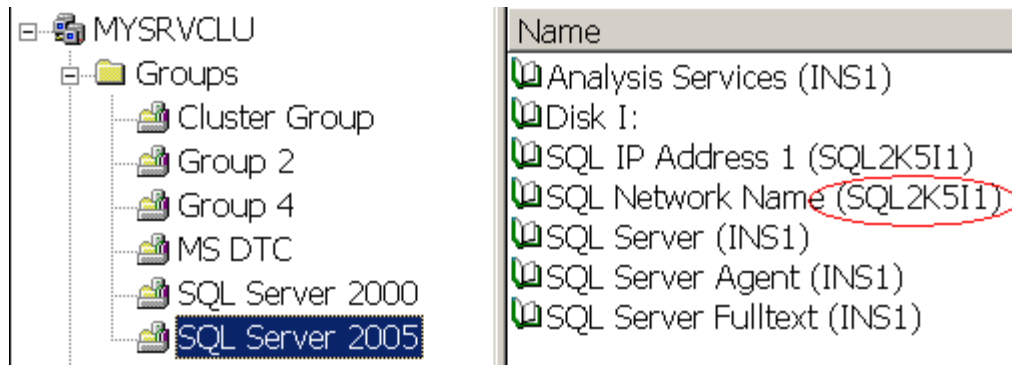 MYSRVCLU
Groups
Cluster Group
Group 2
Group 4
MS DTC
SQL Server 2000
SQL Server 2005
Name
Analysis Services (INS1)
Disk I:
SQL IP Address 1 (SQL2K5I1)
SQL Network Name (SQL2K5I1)
SQL Server (INS1)
SQL Server Agent (INS1)
SQL Server Fulltext (INS1)